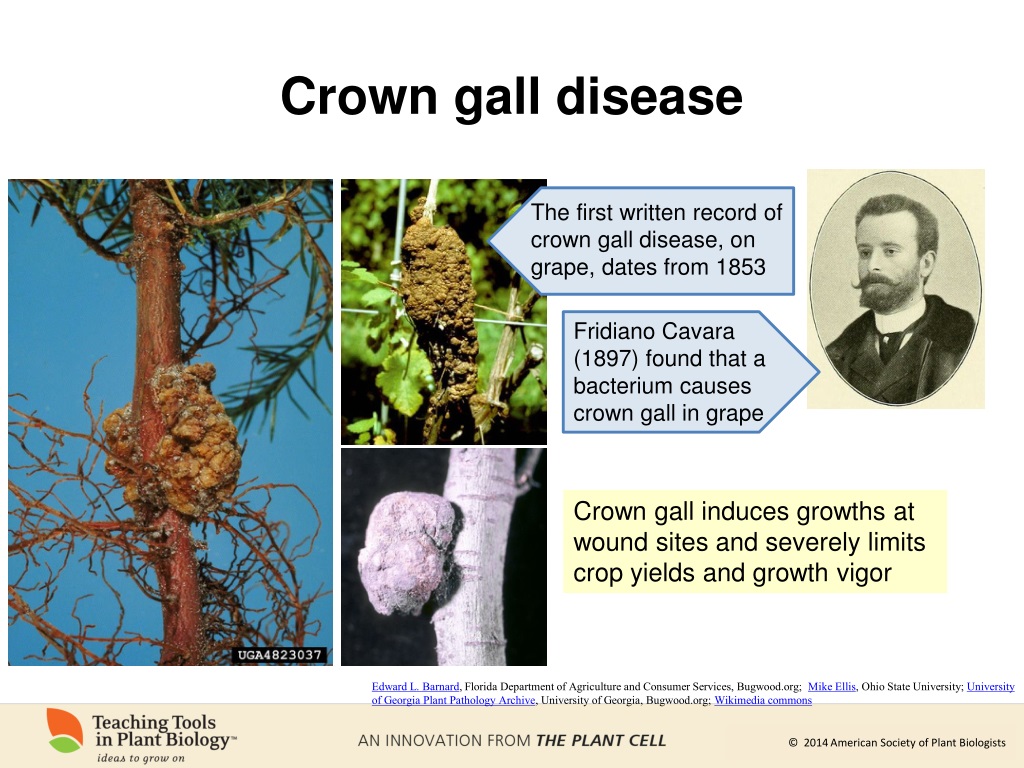 Crown gall disease
The first written record of
crown gall disease, on
grape, dates from 1853
Fridiano Cavara
(1897) found that a
bacterium causes
crown gall in grape
Crown gall induces growths at
wound sites and severely limits
crop yields and growth vigor
UGA4823037
Edward L. Barnard, Florida Department of Agriculture and Consumer Services, Bugwood.org; Mike Ellis, Ohio State University; University
of Georgia Plant Pathology Archive, University of Georgia, Bugwood.org; Wikimedia commons
Teaching Tools
in Plant Biology™
ideas to grow on
AN INNOVATION FROM THE PLANT CELL
© 2014 American Society of Plant Biologists